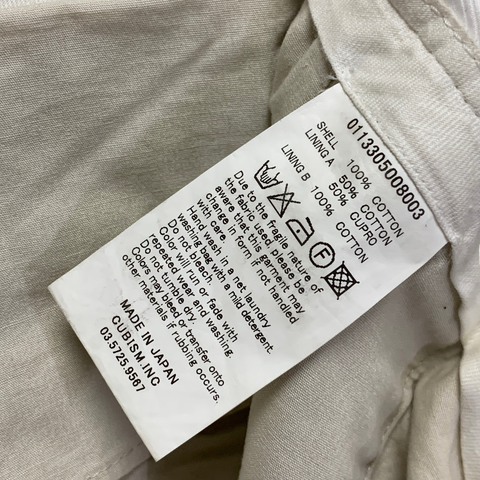 0113305008003
SHELL 100% COTTON
LINING A 50% COTTON
50% CUPRO
LINING B 100% COTTON
F
Due to the fragile nature of
the fabric used, please be
aware that this garment may
change in form if not handled
with care.
Hand wash in a net laundry
washing bag with a mild detergent.
Do not bleach.
Color will run or fade with
repeated wear and washing.
Do not tumble dry.
Colors may bleed or transfer onto
other materials if rubbing occurs.
MADE IN JAPAN
CUBISM.INC
03.5725.9567